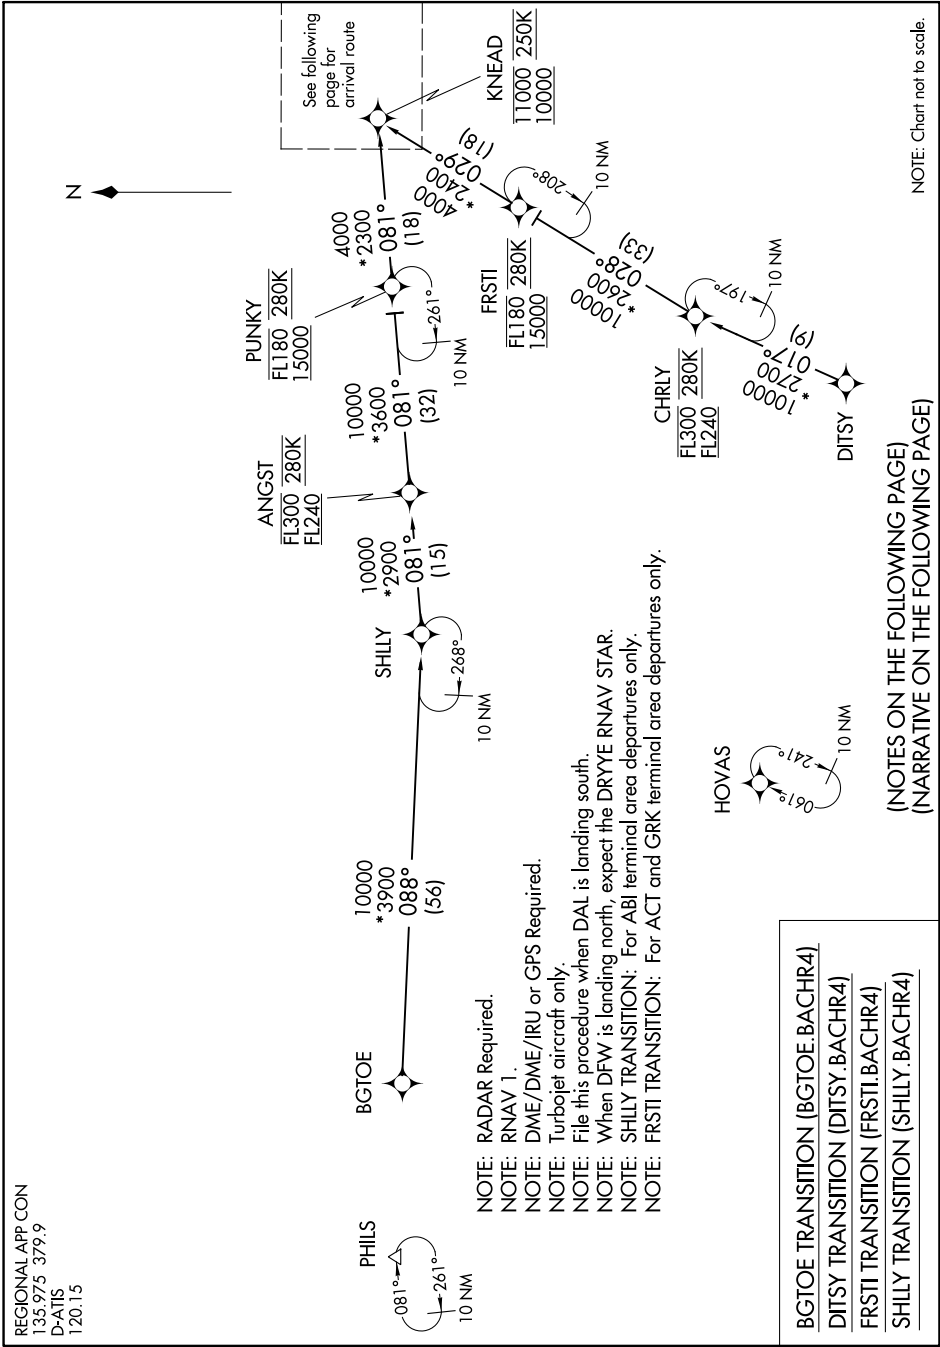 REGIONAL APP CON
135.975 379.9
D-ATIS
120.15
N
See following
page for
arrival route
KNEAD
11000 250K
10000
4000
*2300
081°
(18)
4000
*2400
029°
(18)
PUNKY
FL180 280K
15000
261°
10 NM
FRSTI
FL180 280K
15000
208°
10 NM
10000
*3600
081°
(32)
10000
*2600
028°
(33)
ANGST
FL300 280K
FL240
CHRLY
FL300 280K
FL240
197°
10 NM
10000
*2900
081°
(15)
10000
*2700
017°
(9)
DITSY
SHLLY
268°
10 NM
10000
*3900
088°
(56)
BGTOE
PHILS
081°
261°
10 NM
HOVAS
241°
061°
10 NM
NOTE: RADAR Required.
NOTE: RNAV 1.
NOTE: DME/DME/IRU or GPS Required.
NOTE: Turbojet aircraft only.
NOTE: File this procedure when DAL is landing south.
NOTE: When DFW is landing north, expect the DRYYE RNAV STAR.
NOTE: SHLLY TRANSITION: For ABI terminal area departures only.
NOTE: FRSTI TRANSITION: For ACT and GRK terminal area departures only.
BGTOE TRANSITION (BGTOE.BACHR4)
DITSY TRANSITION (DITSY.BACHR4)
FRSTI TRANSITION (FRSTI.BACHR4)
SHLLY TRANSITION (SHLLY.BACHR4)
(NOTES ON THE FOLLOWING PAGE)
(NARRATIVE ON THE FOLLOWING PAGE)
NOTE: Chart not to scale.